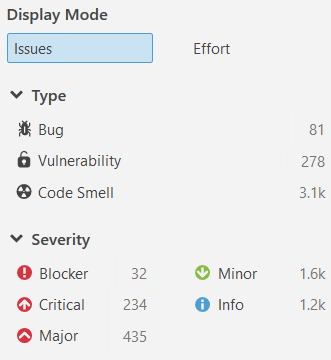 Display Mode
Issues Effort
Type
Bug 81
Vulnerability 278
Code Smell 3.1k
Severity
Blocker 32 Minor 1.6k
Critical 234 Info 1.2k
Major 435